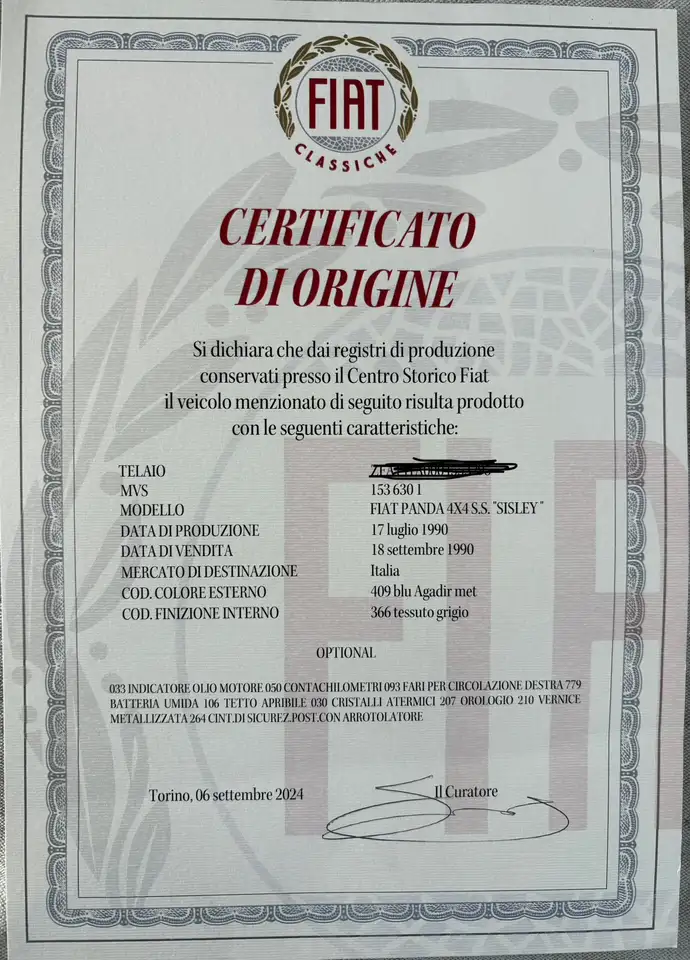 FIAT
CLASSICHE
CERTIFICATO
DI ORIGINE
Si dichiara che dai registri di produzione
conservati presso il Centro Storico Fiat
il veicolo menzionato di seguito risulta prodotto
con le seguenti caratteristiche:
TELAIO
MVS 153 630 1
MODELLO FIAT PANDA 4X4 S.S. "SISLEY"
DATA DI PRODUZIONE 17 luglio 1990
DATA DI VENDITA 18 settembre 1990
MERCATO DI DESTINAZIONE Italia
COD. COLORE ESTERNO 409 blu Agadir met
COD. FINIZIONE INTERNO 366 tessuto grigio
OPTIONAL
033 INDICATORE OLIO MOTORE 050 CONTACHILOMETRI 093 FARI PER CIRCOLAZIONE DESTRA 779
BATTERIA UMIDA 106 TETTO APRIBILE 030 CRISTALLI ATERMICI 207 OROLOGIO 210 VERNICE
METALLIZZATA 264 CINT.DI SICUREZ.POST.CON ARROTOLATORE
Torino, 06 settembre 2024 Il Curatore